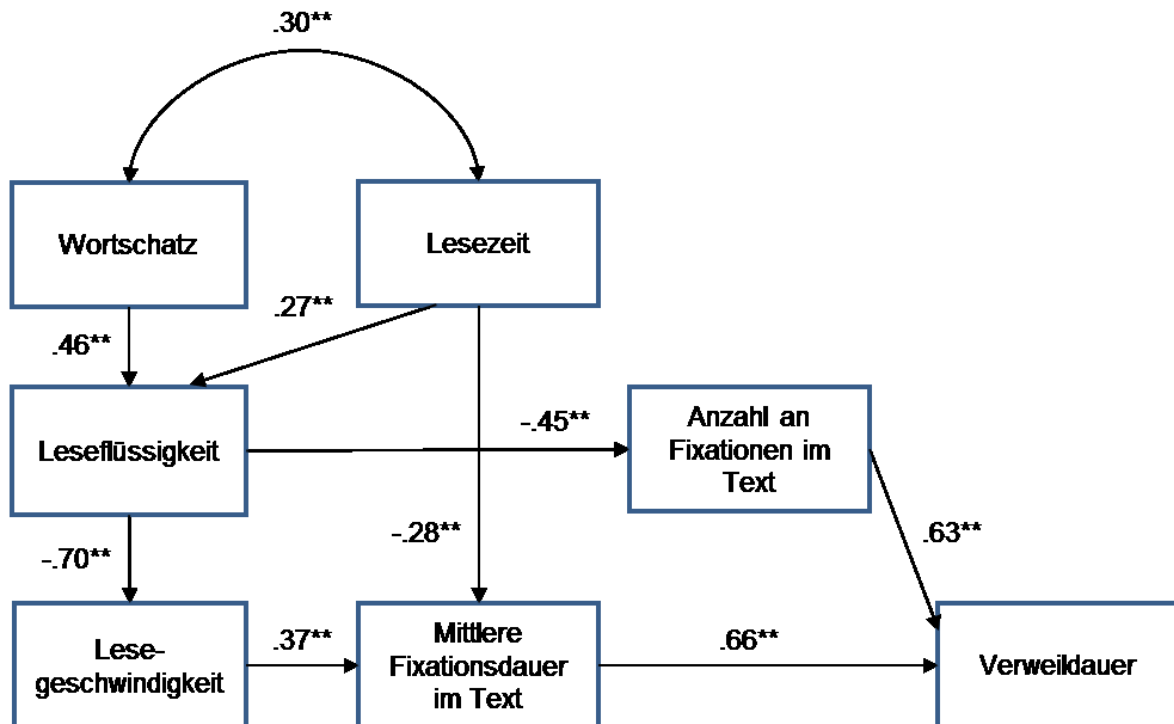 .30**
Wortschatz
Lesezeit
.46**
.27**
Leseflüssigkeit
-.45**
Anzahl an
Fixationen im
Text
-.70**
-.28**
.63**
Lese-
geschwindigkeit
.37**
Mittlere
Fixationsdauer
im Text
.66**
Verweildauer